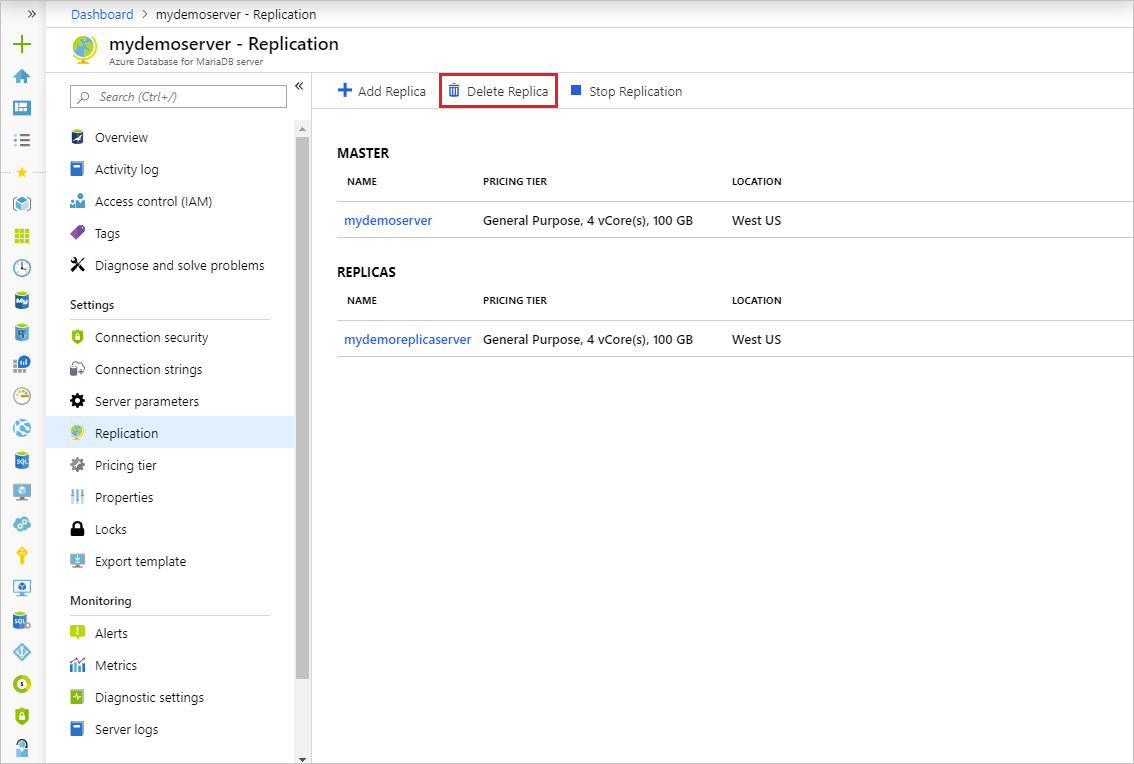 Dashboard > mydemoserver - Replication
mydemoserver - Replication
Azure Database for MariaDB server
Search (Ctrl+/)
Overview
Activity log
Access control (IAM)
Tags
Diagnose and solve problems
Settings
Connection security
Connection strings
Server parameters
Replication
Pricing tier
Properties
Locks
Export template
Monitoring
Alerts
Metrics
Diagnostic settings
Server logs
Add Replica Delete Replica Stop Replication
MASTER
NAME PRICING TIER LOCATION
mydemoserver General Purpose, 4 vCore(s), 100 GB West US
REPLICAS
NAME PRICING TIER LOCATION
mydemoreplicaserver General Purpose, 4 vCore(s), 100 GB West US
My
SQL
SQL